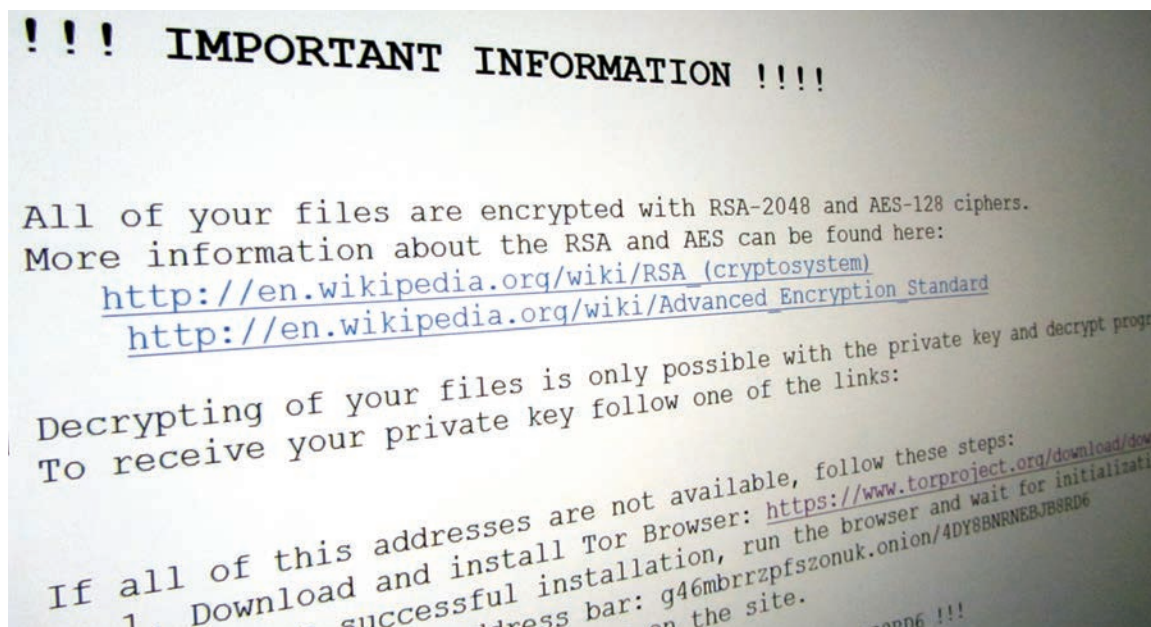 !!! IMPORTANT INFORMATION !!!!
All of your files are encrypted with RSA-2048 and AES-128 ciphers.
More information about the RSA and AES can be found here:
http://en.wikipedia.org/wiki/RSA_(cryptosystem)
http://en.wikipedia.org/wiki/Advanced_Encryption_Standard
Decrypting of your files is only possible with the private key and decrypt
To receive your private key follow one of the links:
If all of this addresses are not available, follow these steps:
1. Download and install Tor Browser: https://www.torproject.org/download/
successful installation, run the browser and wait for
bar: g46mbrrzpfszonuk.onion/4DY8BNRNEBJB8RD6
the site.
!!!